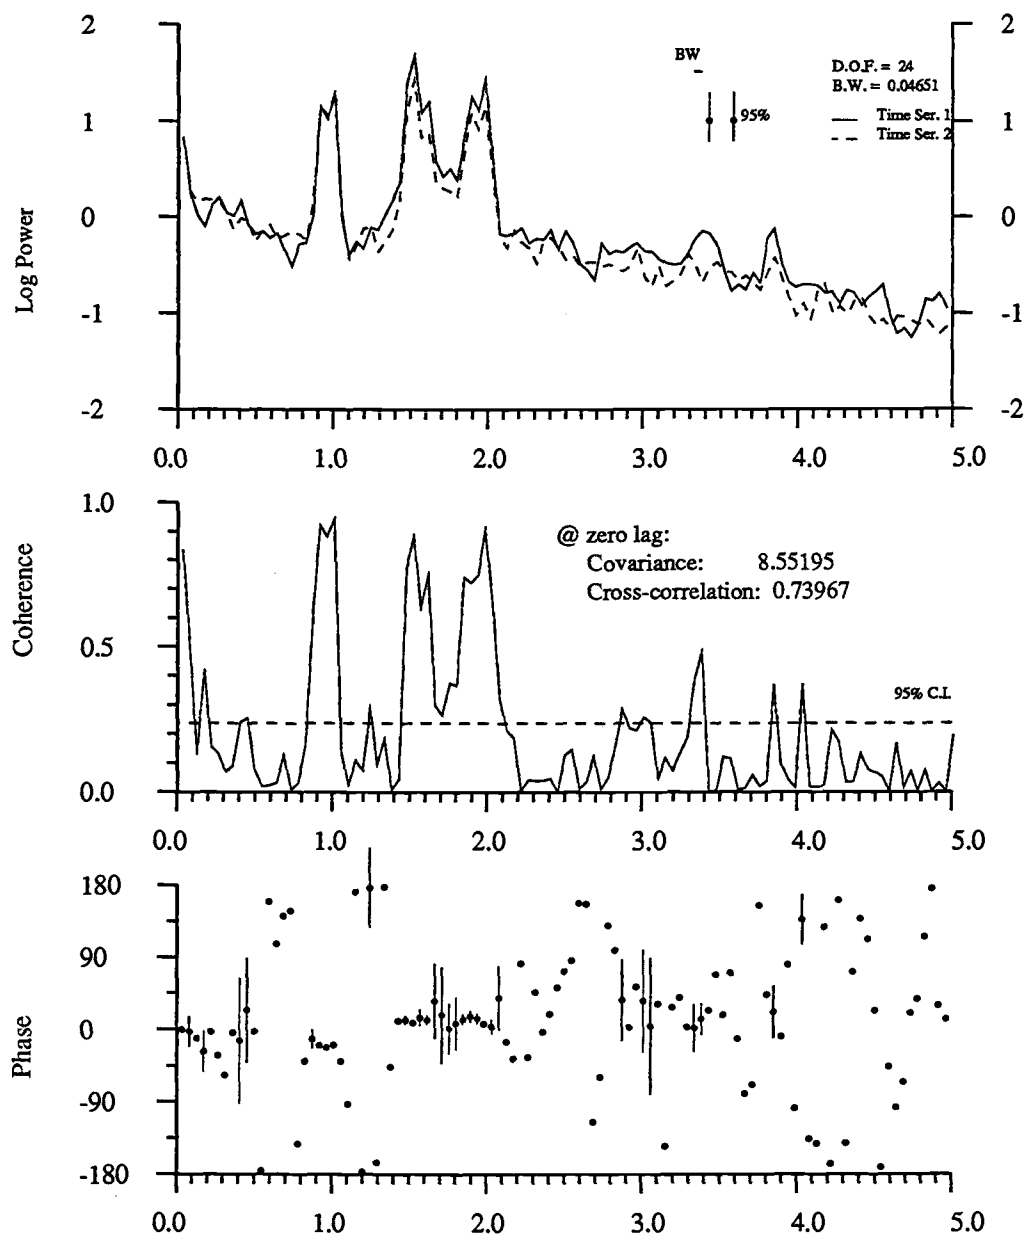 2 2
BW
D.O.F. = 24
B.W. = 0.04651
1 95% Time Ser. 1 1
Time Ser. 2
Log Power
0 0
-1 -1
-2 -2
0.0 1.0 2.0 3.0 4.0 5.0
1.0
@ zero lag:
Covariance: 8.55195
Cross-correlation: 0.73967
Coherence
0.5
95% C.I.
0.0
0.0 1.0 2.0 3.0 4.0 5.0
180
90
Phase
0
-90
-180
0.0 1.0 2.0 3.0 4.0 5.0